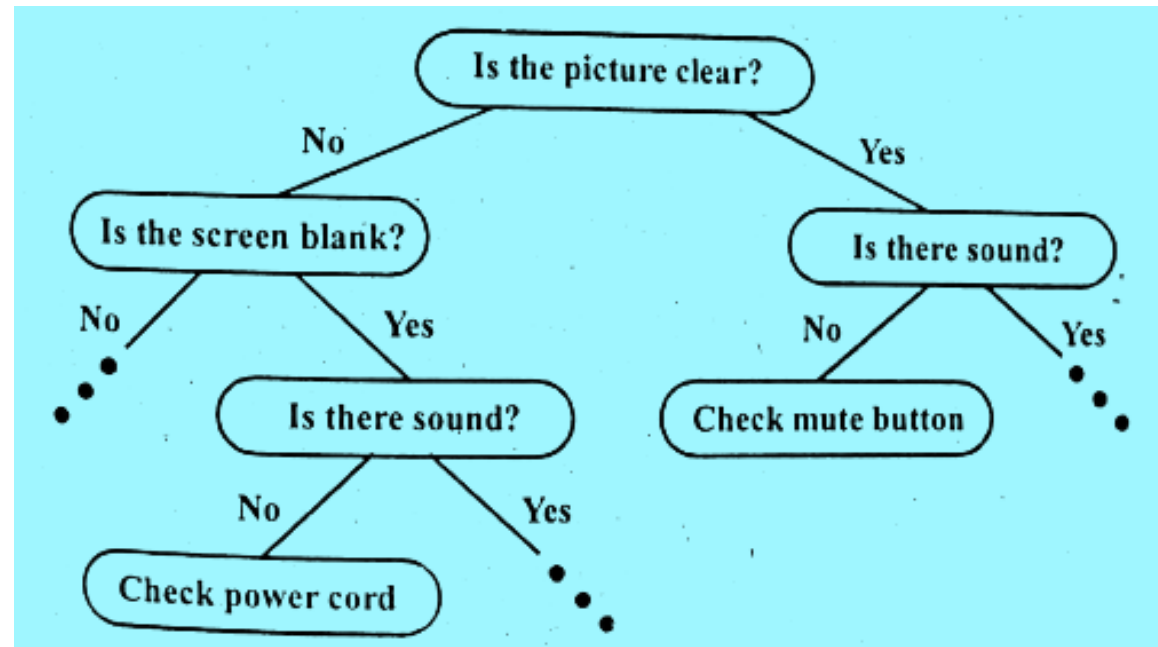 Is the picture clear?
No
Yes
Is the screen blank?
Is there sound?
No
Yes
No
Yes
Is there sound?
Check mute button
No
Yes
Check power cord